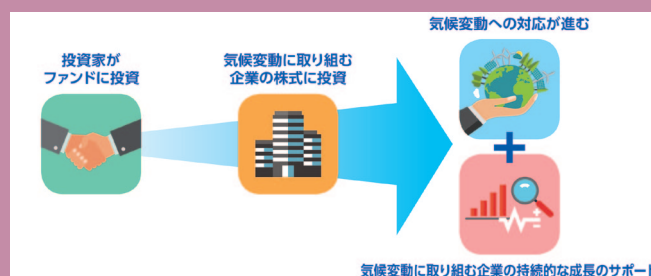 投資家が
ファンドに投資
気候変動に取り組む
企業の株式に投資
気候変動への対応が進む
気候変動に取り組む企業の持続的な成長のサポート